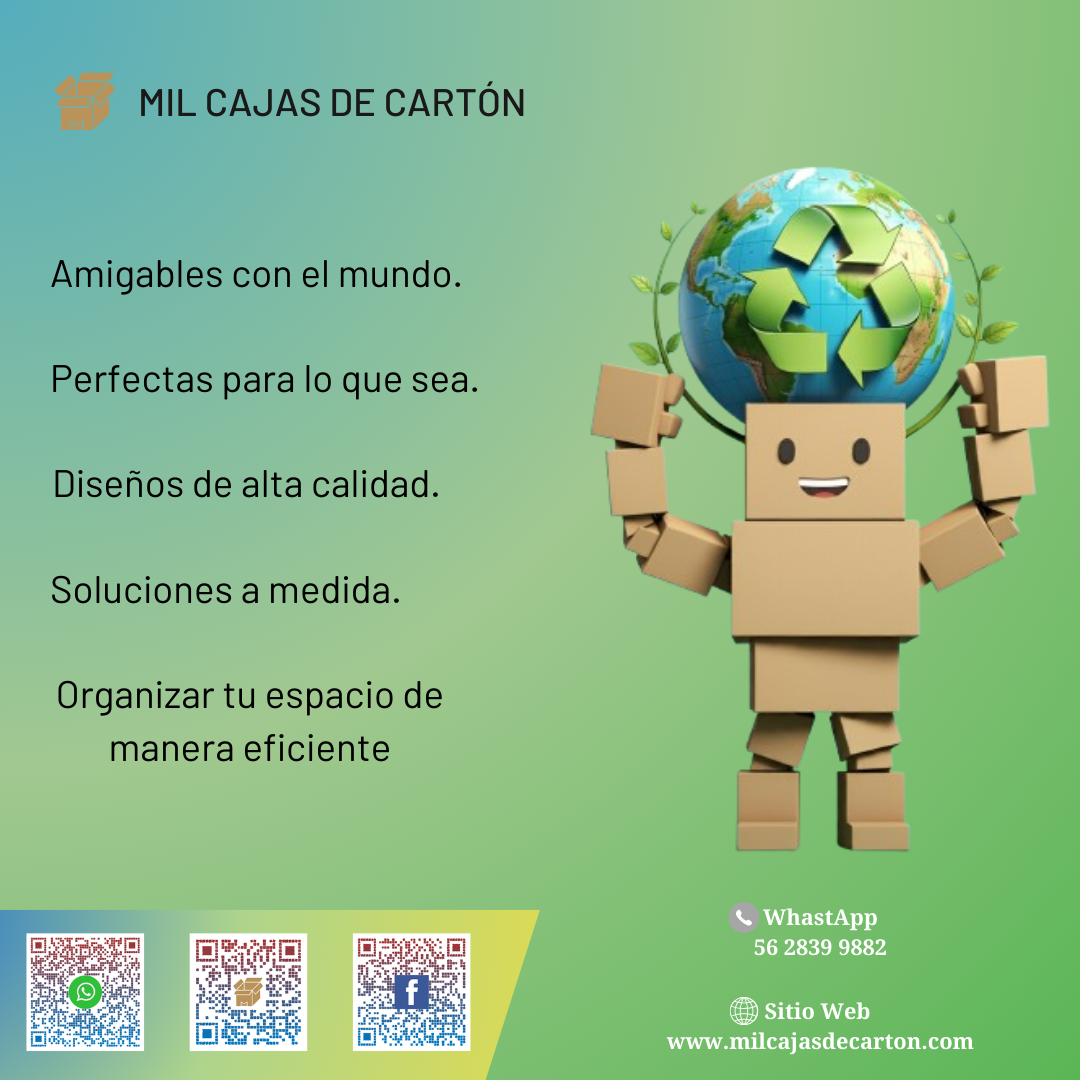 MIL CAJAS DE CARTÓN
Amigables con el mundo.
Perfectas para lo que sea.
Diseños de alta calidad.
Soluciones a medida.
Organizar tu espacio de
manera eficiente
WhastApp
56 2839 9882
Sitio Web
www.milcajasdecarton.com